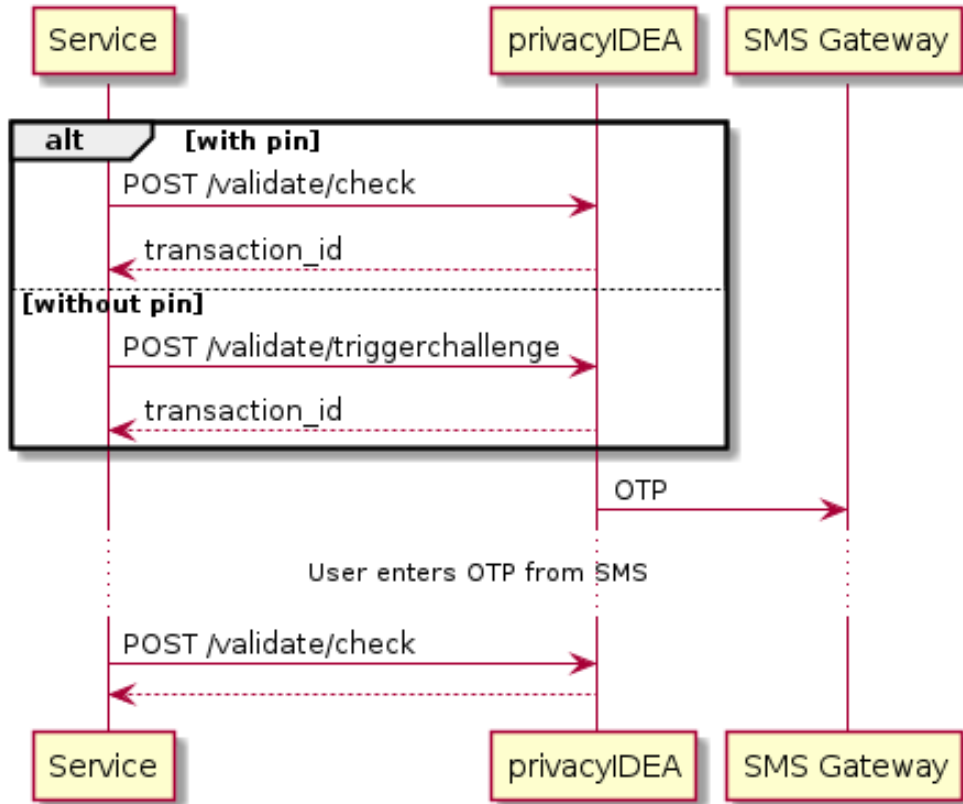 Service
privacyIDEA
SMS Gateway
alt
[with pin]
POST /validate/check
transaction_id
[without pin]
POST /validate/triggerchallenge
transaction_id
OTP
User enters OTP from SMS
POST /validate/check
Service
privacyIDEA
SMS Gateway